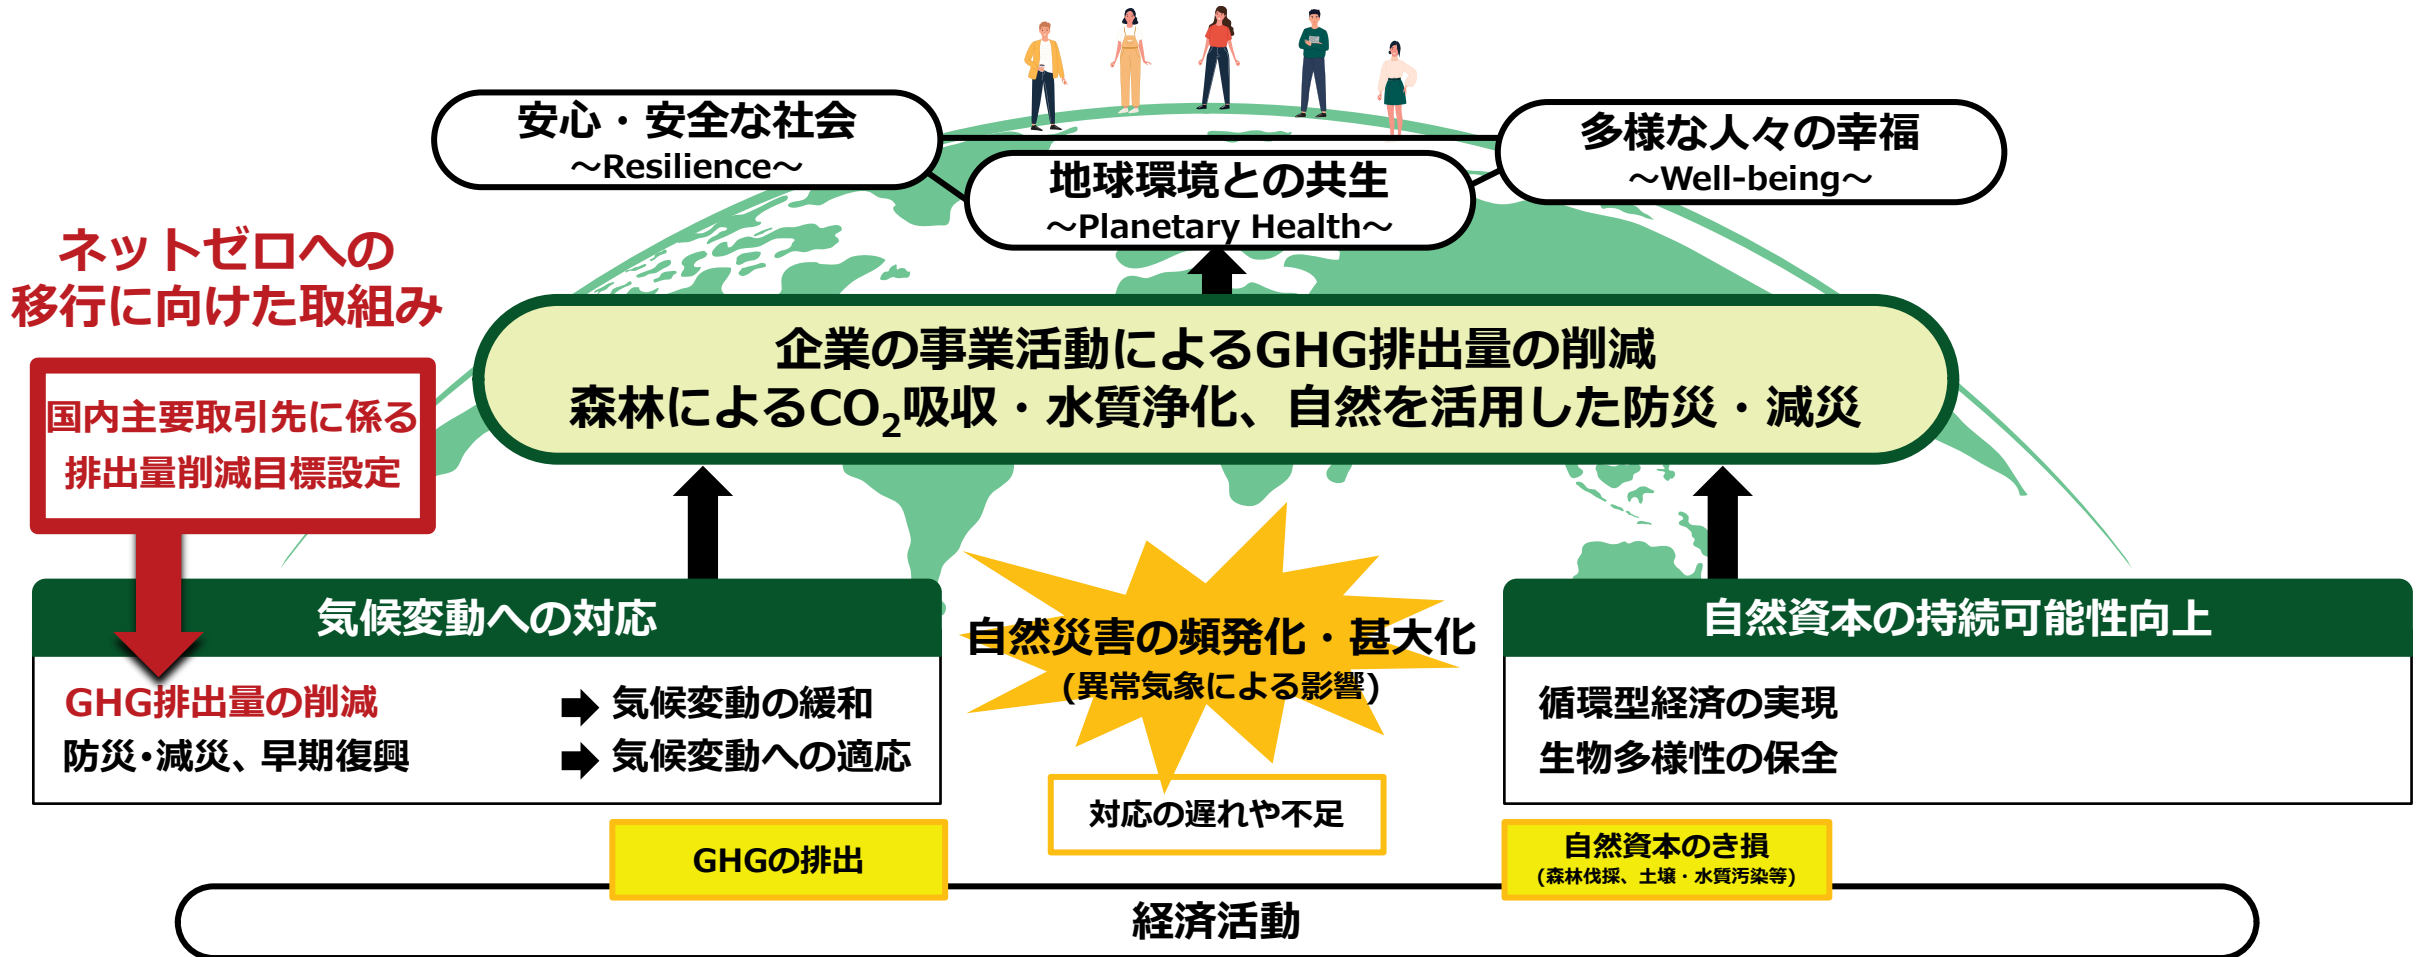 安心・安全な社会
～Resilience～
多様な人々の幸福
～Well-being～
地球環境との共生
～Planetary Health～
ネットゼロへの
移行に向けた取組み
企業の事業活動によるGHG排出量の削減
森林によるCO₂吸収・水質浄化、自然を活用した防災・減災
国内主要取引先に係る
排出量削減目標設定
気候変動への対応
GHG排出量の削減 ➡ 気候変動の緩和
防災・減災、早期復興 ➡ 気候変動への適応
自然災害の頻発化・甚大化
(異常気象による影響)
対応の遅れや不足
自然資本の持続可能性向上
循環型経済の実現
生物多様性の保全
GHGの排出
自然資本のき損
(森林伐採、土壌・水質汚染等)
経済活動